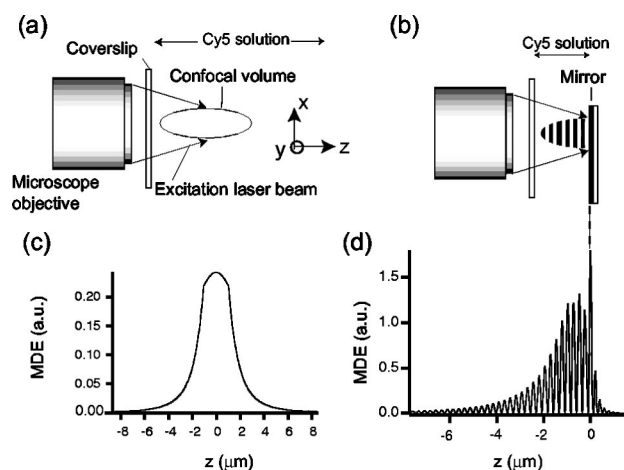 (a)
Coverslip
Cy5 solution
Confocal volume
x
y
z
Microscope
objective
Excitation laser beam
(b)
Cy5 solution
Mirror
(c)
MDE (a.u.)
0.20
0.15
0.10
0.05
0.00
-8 -6 -4 -2 0 2 4 6 8
z (μm)
(d)
MDE (a.u.)
1.5
1.0
0.5
0.0
-6 -4 -2 0
z (μm)